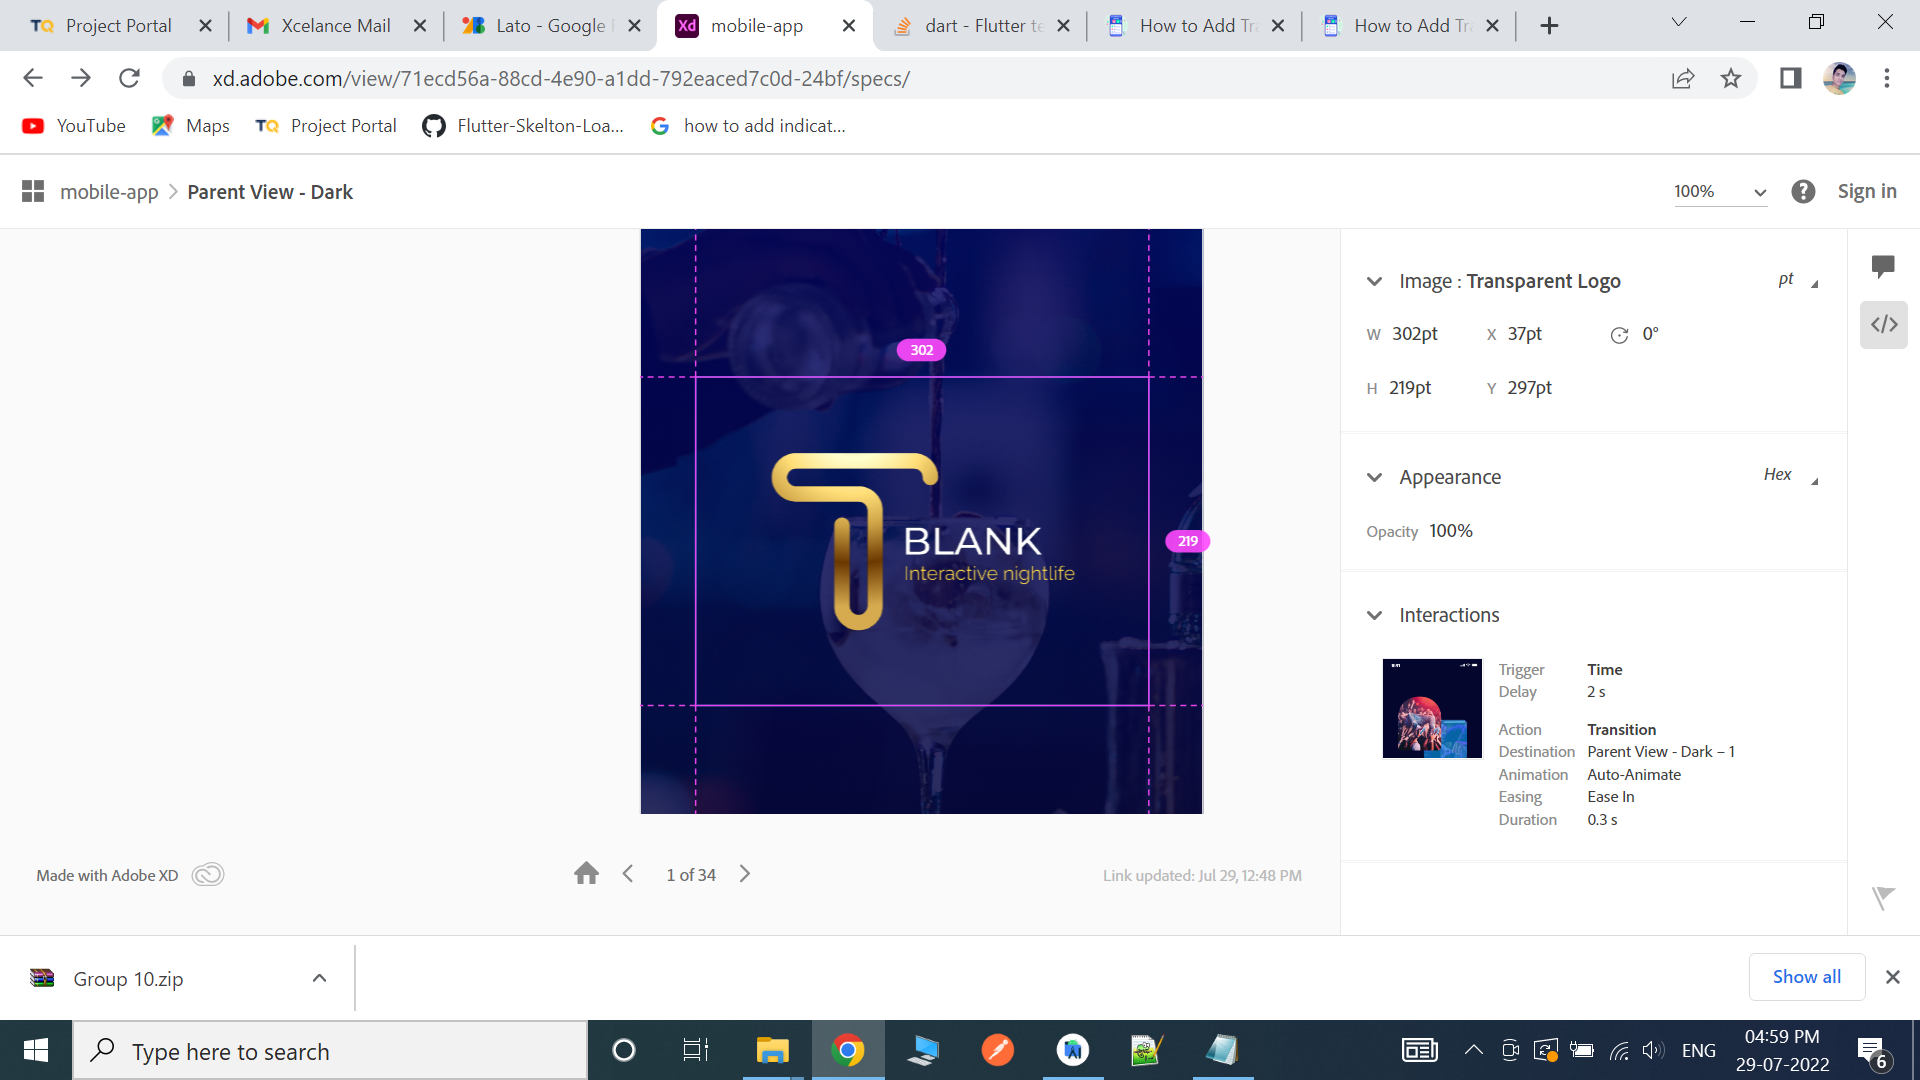 Project Portal
Xcelance Mail
Lato - Google
mobile-app
dart - Flutter te
How to Add Tra
How to Add Tra
xd.adobe.com/view/71ecd56a-88cd-4e90-a1dd-792eaced7c0d-24bf/specs/
YouTube
Maps
Project Portal
Flutter-Skelton-Loa...
how to add indicat...
mobile-app > Parent View - Dark
100%
Sign in
302
219
BLANK
Interactive nightlife
Image : Transparent Logo
pt
W 302pt
X 37pt
0°
H 219pt
Y 297pt
Appearance
Hex
Opacity 100%
Interactions
Trigger Time
Delay 2 s
Action Transition
Destination Parent View - Dark – 1
Animation Auto-Animate
Easing Ease In
Duration 0.3 s
Made with Adobe XD
1 of 34
Link updated: Jul 29, 12:48 PM
Group 10.zip
Show all
Type here to search
ENG
04:59 PM
29-07-2022
6